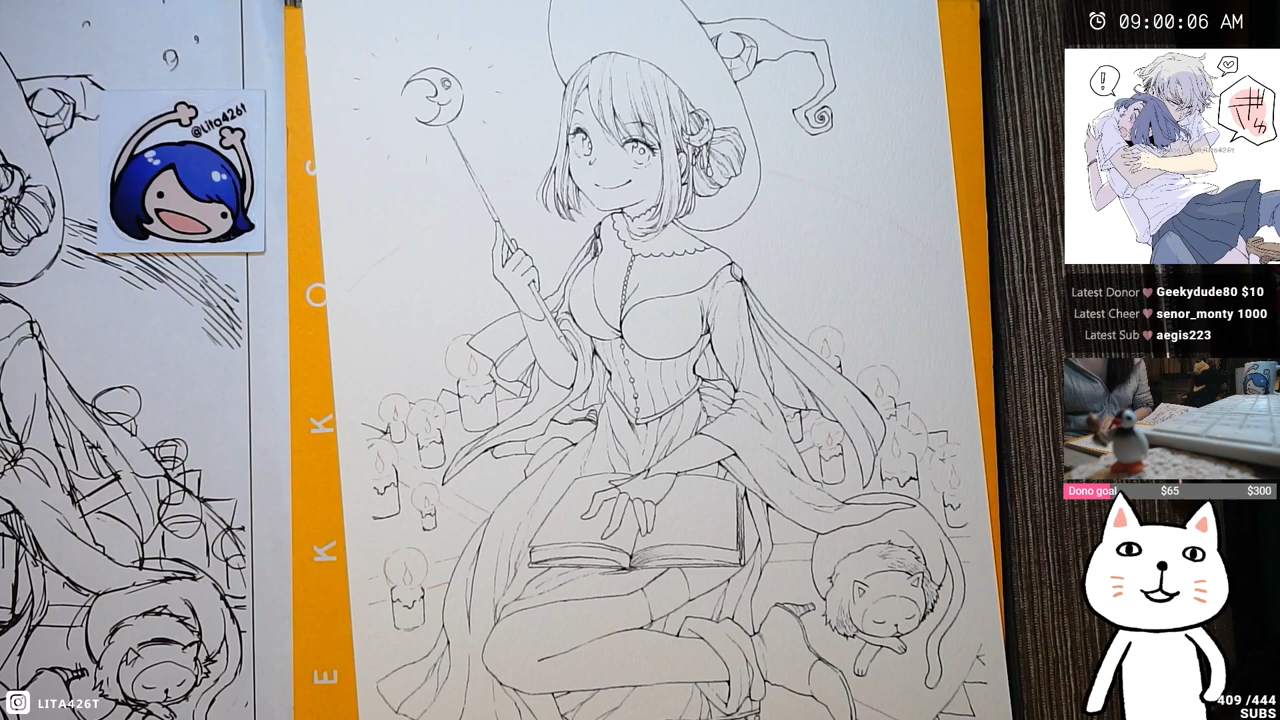 09:00:06 AM
@Lita426t
!
Latest Donor Geekydude80 $10
Latest Cheer senor_monty 1000
Latest Sub aegis223
Dono goal $65 $300
E K K O S
LITA426T
409 /444
SUBS